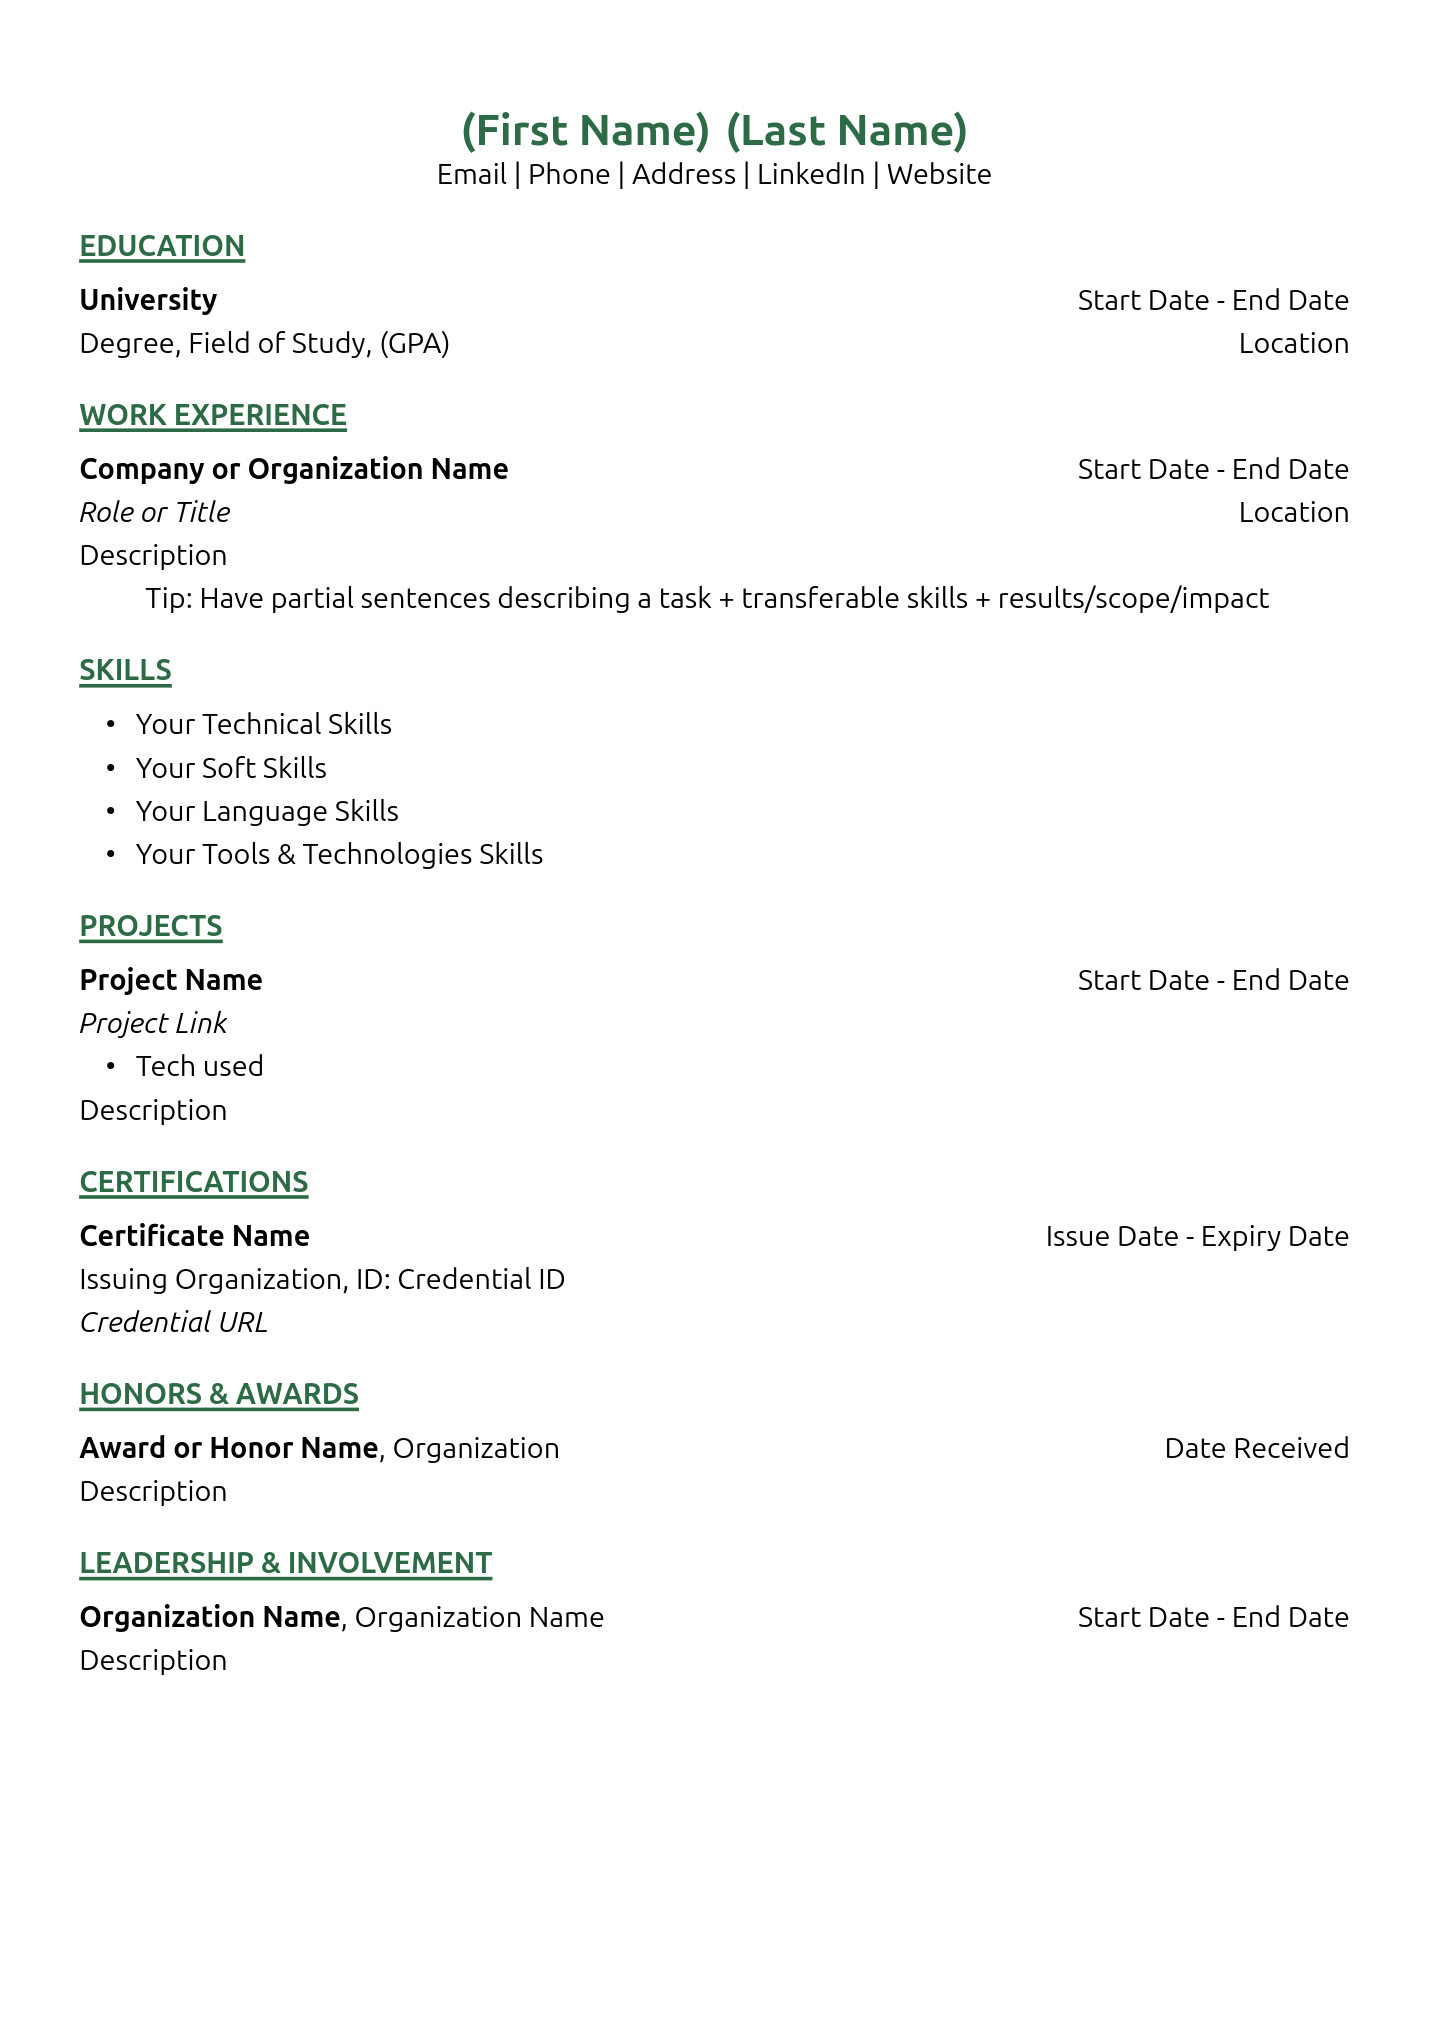 (First Name) (Last Name)
Email | Phone | Address | LinkedIn | Website
EDUCATION
University Start Date - End Date
Degree, Field of Study, (GPA) Location
WORK EXPERIENCE
Company or Organization Name Start Date - End Date
Role or Title Location
Description
Tip: Have partial sentences describing a task + transferable skills + results/scope/impact
SKILLS
• Your Technical Skills
• Your Soft Skills
• Your Language Skills
• Your Tools & Technologies Skills
PROJECTS
Project Name Start Date - End Date
Project Link
• Tech used
Description
CERTIFICATIONS
Certificate Name Issue Date - Expiry Date
Issuing Organization, ID: Credential ID
Credential URL
HONORS & AWARDS
Award or Honor Name, Organization Date Received
Description
LEADERSHIP & INVOLVEMENT
Organization Name, Organization Name Start Date - End Date
Description